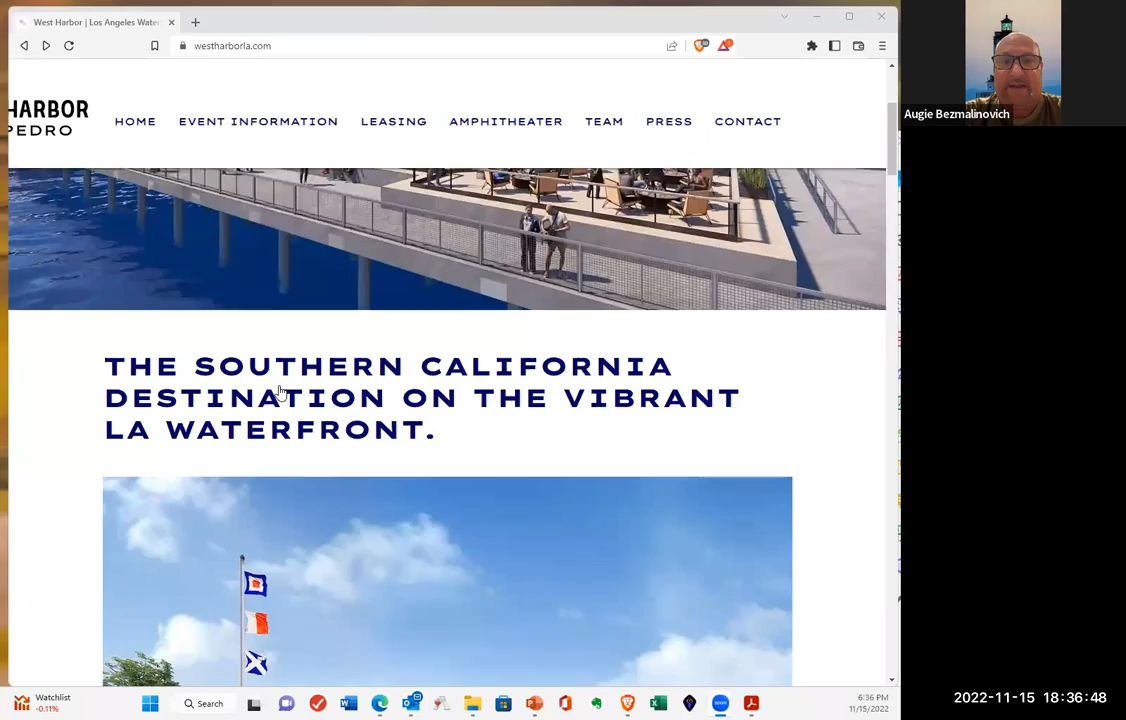 West Harbor | Los Angeles Water
westharborla.com
HARBOR
PEDRO
HOME EVENT INFORMATION LEASING AMPHITHEATER TEAM PRESS CONTACT
THE SOUTHERN CALIFORNIA
DESTINATION ON THE VIBRANT
LA WATERFRONT.
Augie Bezmalinovich
Watchlist
-0.11%
Search
6:36 PM
11/15/2022
2022-11-15 18:36:48